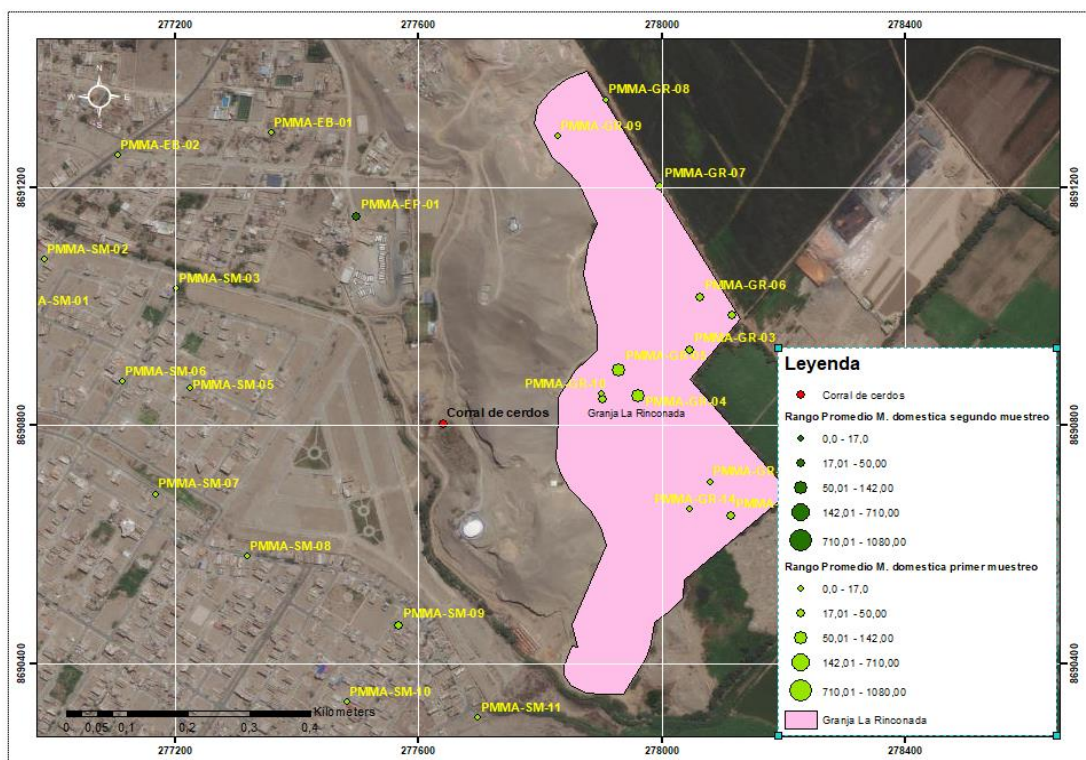 277200 277600 278000 278400
PMMA-GR-08
PMMA-EB-01
PMMA-GR-09
N
W E
S
PMMA-EB-02
8691200 PMMA-GR-07 8691200
PMMA-EP-01
PMMA-SM-02
PMMA-SM-03
A-SM-01
PMMA-GR-06
PMMA-GR-03
PMMA-SM-06
PMMA-SM-05
PMMA-GR-10
PMMA-GR-04
Corral de cerdos
Granja La Rinconada
8690800 8690800
PMMA-SM-07
PMMA-GR-
PMMA-GR-14
PMMA-
PMMA-SM-08
PMMA-SM-09
8690400 8690400
PMMA-SM-10
PMMA-SM-11
Kilometers
0 0,05 0,1 0,2 0,3 0,4
277200 277600 278000 278400
Leyenda
Corral de cerdos
Rango Promedio M. domestica segundo muestreo
0,0 - 17,0
17,01 - 50,00
50,01 - 142,00
142,01 - 710,00
710,01 - 1080,00
Rango Promedio M. domestica primer muestreo
0,0 - 17,0
17,01 - 50,00
50,01 - 142,00
142,01 - 710,00
710,01 - 1080,00
Granja La Rinconada